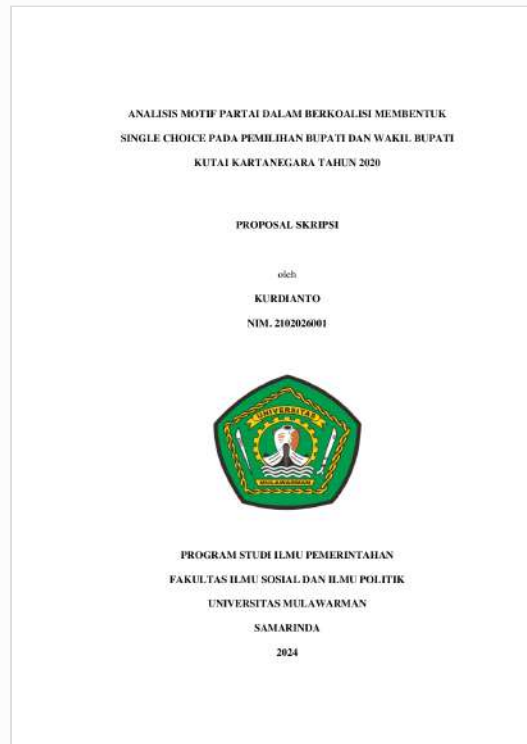 ANALISIS MOTIF PARTAI DALAM BERKOALISI MEMBENTUK
SINGLE CHOICE PADA PEMILIHAN BUPATI DAN WAKIL BUPATI
KUTAI KARTANEGARA TAHUN 2020
PROPOSAL SKRIPSI
oleh
KURDIANTO
NIM. 2102026001
UNIVERSITAS
MULAWARMAN
PROGRAM STUDI ILMU PEMERINTAHAN
FAKULTAS ILMU SOSIAL DAN ILMU POLITIK
UNIVERSITAS MULAWARMAN
SAMARINDA
2024